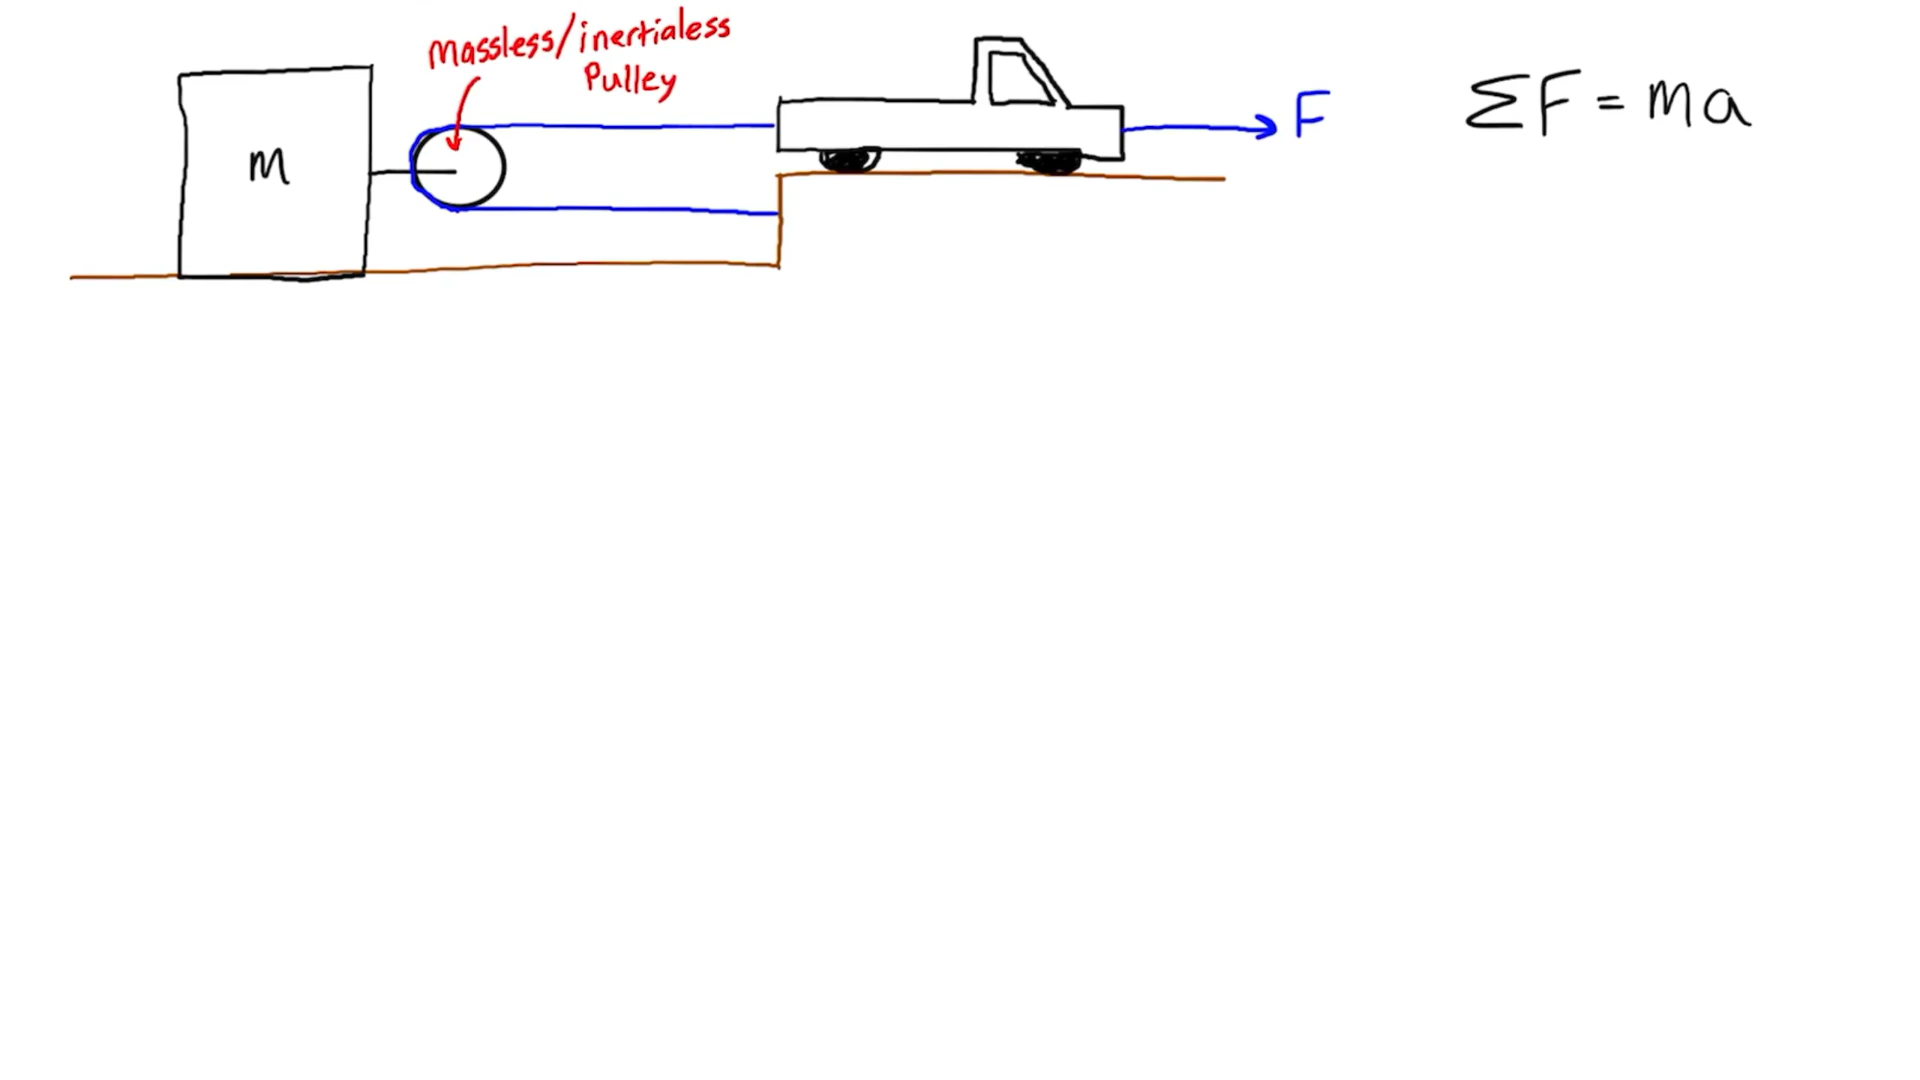 Massless/inertialess
Pulley
m
F
ΣF = ma